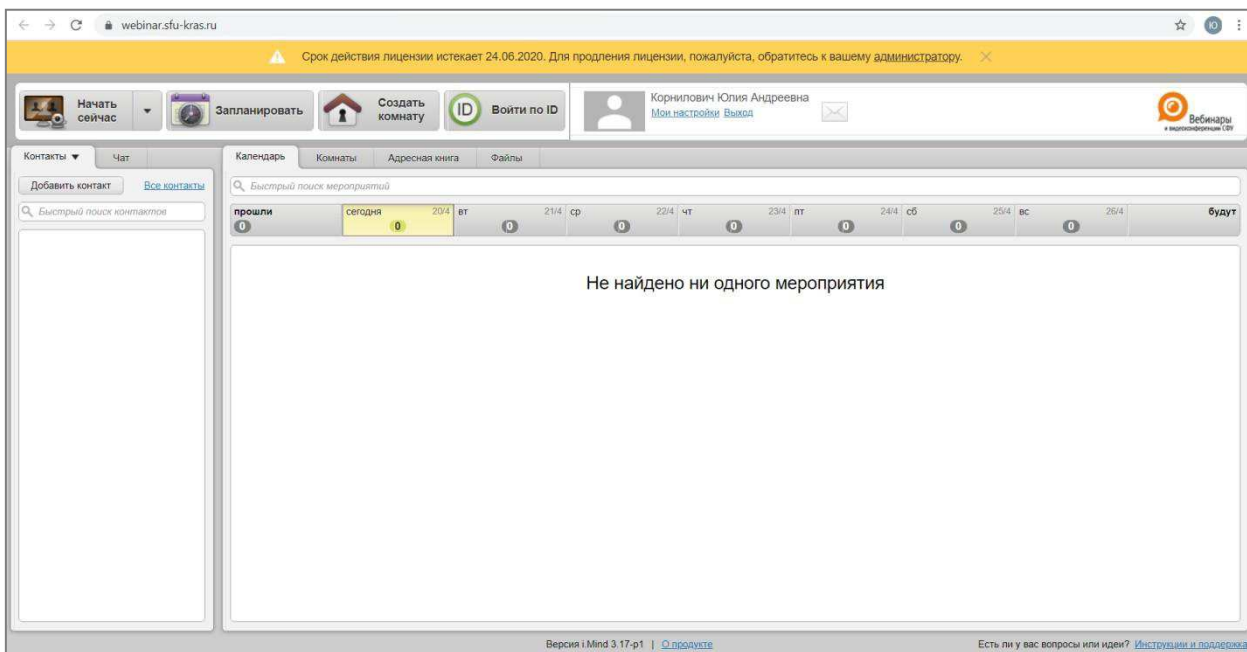 webinar.sfu-kras.ru
Ю
Срок действия лицензии истекает 24.06.2020. Для продления лицензии, пожалуйста, обратитесь к вашему администратору.
Начать сейчас
Запланировать
Создать комнату
ID
Войти по ID
Корнилович Юлия Андреевна
Мои настройки Выход
Вебинары
и видеоконференции СФУ
Контакты ▼ Чат
Календарь Комнаты Адресная книга Файлы
Добавить контакт Все контакты
Быстрый поиск мероприятий
Быстрый поиск контактов
прошли сегодня 20/4 вт 21/4 ср 22/4 чт 23/4 пт 24/4 сб 25/4 вс 26/4 будут
0 0 0 0 0 0 0 0
Не найдено ни одного мероприятия
Версия i.Mind 3.17-p1 | О продукте
Есть ли у вас вопросы или идеи? Инструкции и поддержка